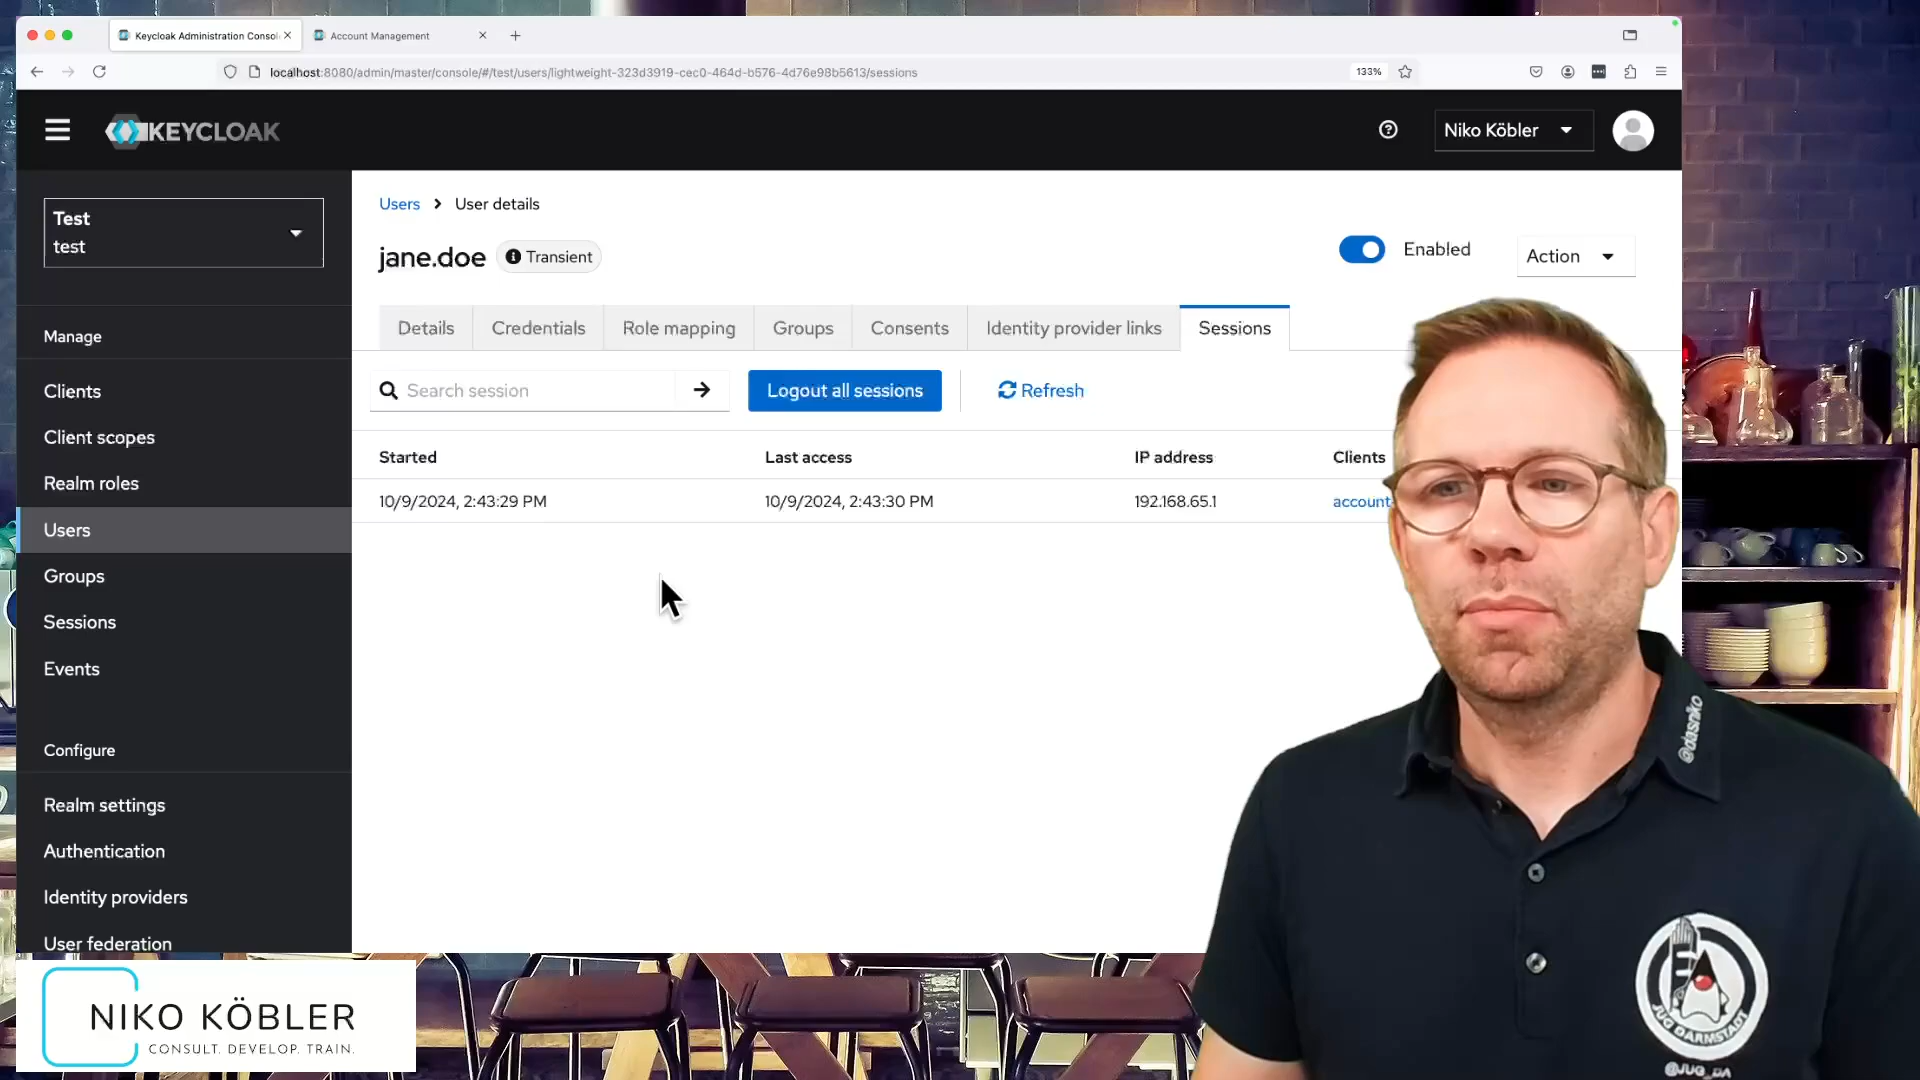 Keycloak Administration Consol
Account Management
localhost:8080/admin/master/console/#/test/users/lightweight-323d3919-cec0-464d-b576-4d76e98b5613/sessions
133%
KEYCLOAK
Niko Köbler
Test
test
Manage
Clients
Client scopes
Realm roles
Users
Groups
Sessions
Events
Configure
Realm settings
Authentication
Identity providers
User federation
Users
User details
jane.doe
Transient
Enabled
Action
Details
Credentials
Role mapping
Groups
Consents
Identity provider links
Sessions
Search session
Logout all sessions
Refresh
Started
Last access
IP address
Clients
10/9/2024, 2:43:29 PM
10/9/2024, 2:43:30 PM
192.168.65.1
account-
@dasniko
JUG DARMSTADT
@JUG_DA
NIKO KÖBLER
CONSULT. DEVELOP. TRAIN.